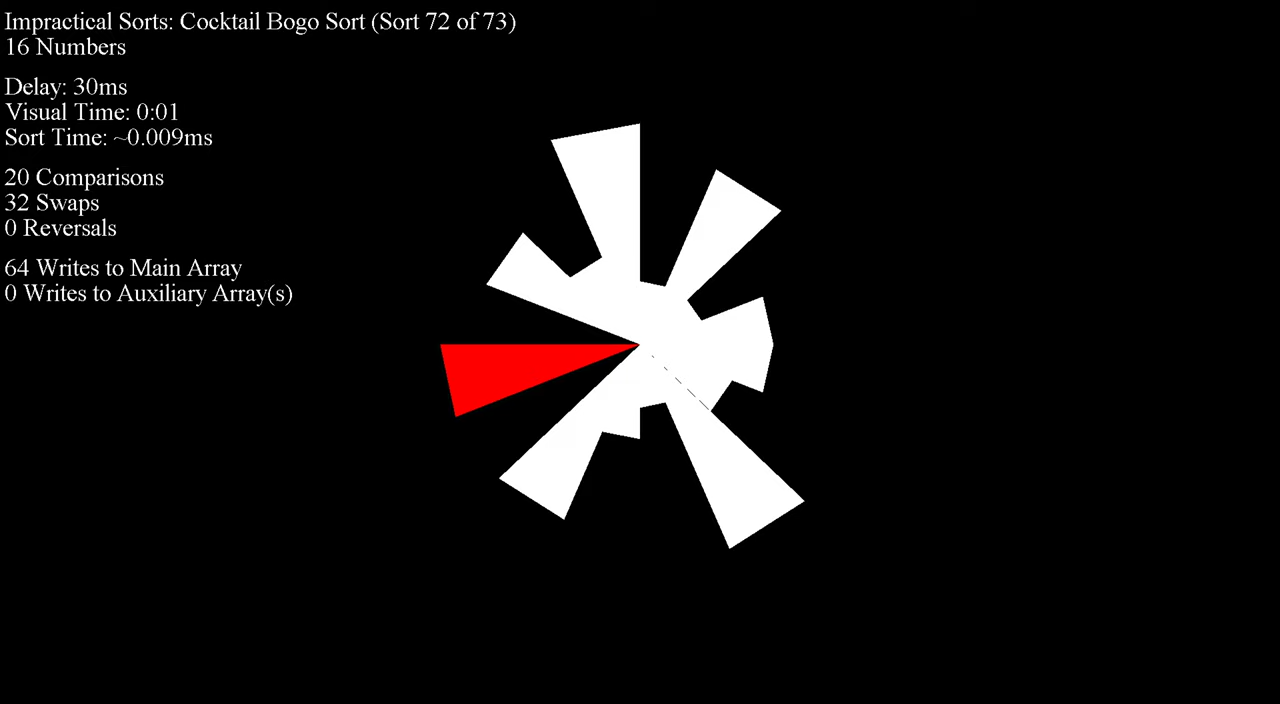 Impractical Sorts: Cocktail Bogo Sort (Sort 72 of 73)
16 Numbers
Delay: 30ms
Visual Time: 0:01
Sort Time: ~0.009ms
20 Comparisons
32 Swaps
0 Reversals
64 Writes to Main Array
0 Writes to Auxiliary Array(s)